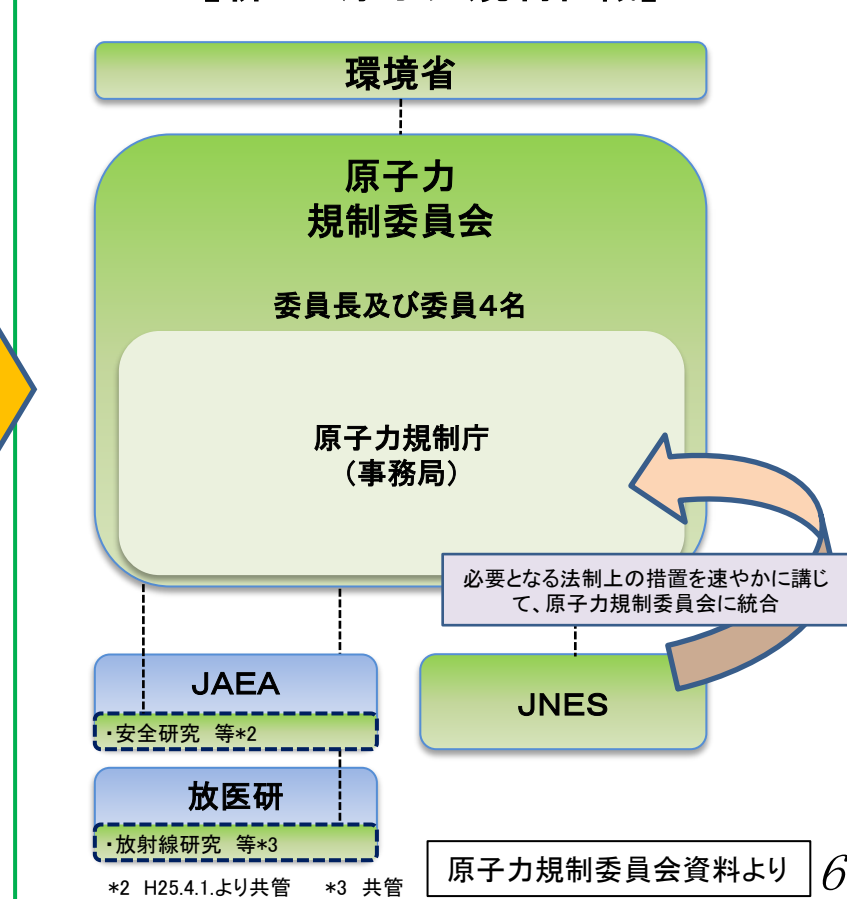 環境省
原子力
規制委員会
委員長及び委員4名
原子力規制庁
（事務局）
必要となる法制上の措置を速やかに講じ
て、原子力規制委員会に統合
JAEA
・安全研究 等*2
JNES
放医研
・放射線研究 等*3
*2 H25.4.1.より共管 *3 共管
原子力規制委員会資料より
6